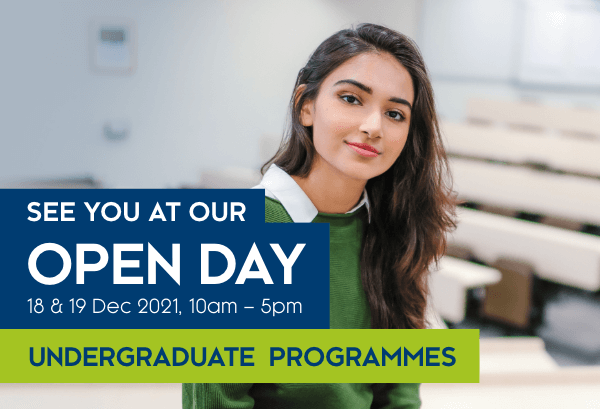 SEE YOU AT OUR
OPEN DAY
18 & 19 Dec 2021, 10am – 5pm
UNDERGRADUATE PROGRAMMES